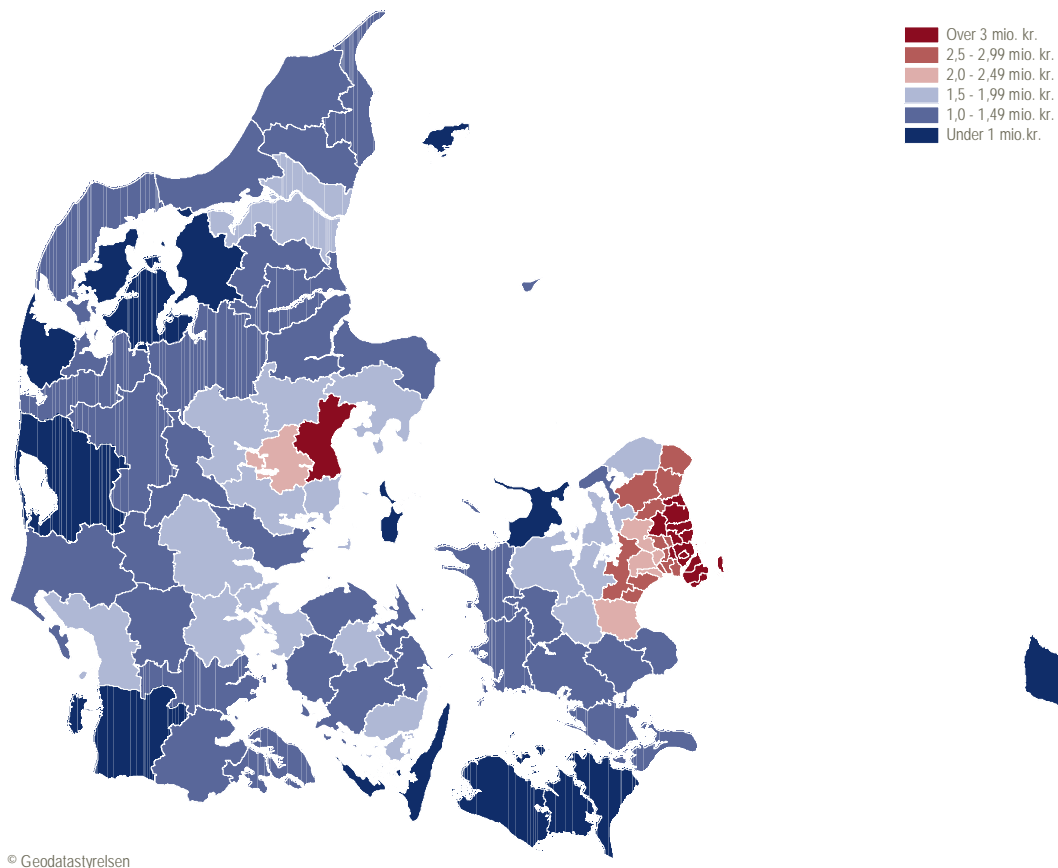 Over 3 mio. kr.
2,5 - 2,99 mio. kr.
2,0 - 2,49 mio. kr.
1,5 - 1,99 mio. kr.
1,0 - 1,49 mio. kr.
Under 1 mio.kr.
© Geodatastyrelsen